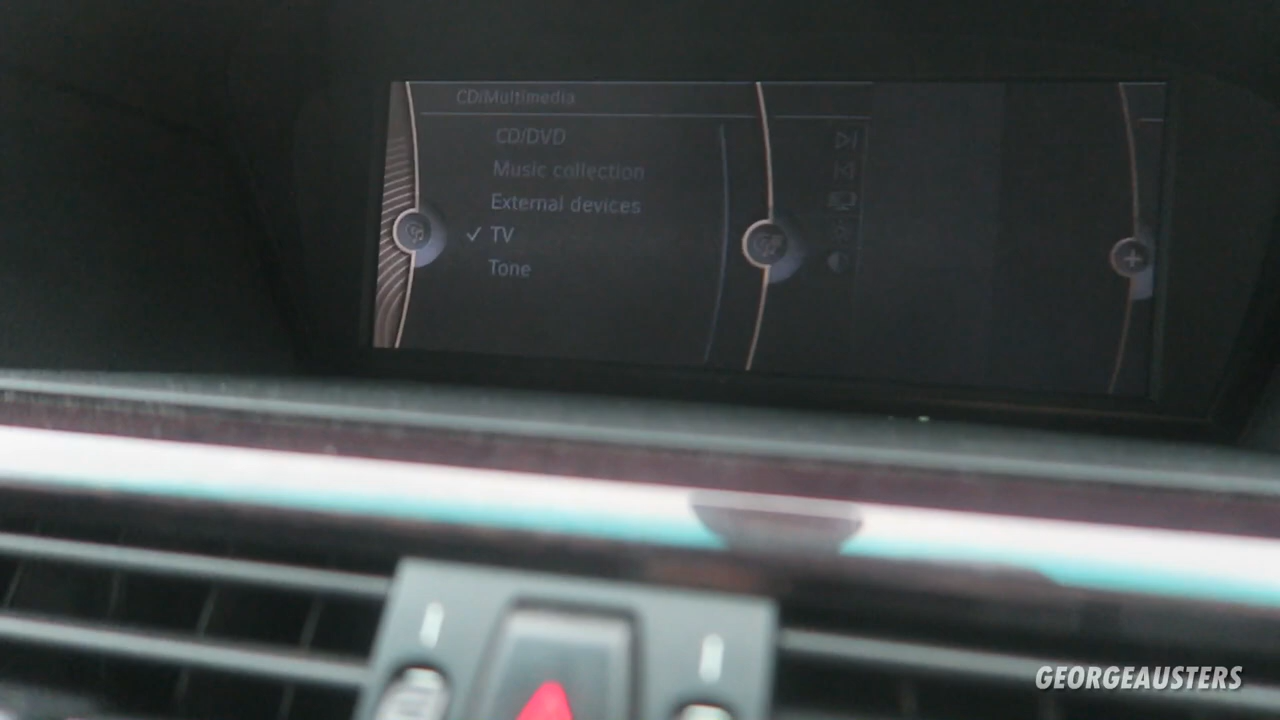 CD/Multimedia
CD/DVD
Music collection
External devices
✓ TV
Tone
GEORGEAUSTERS